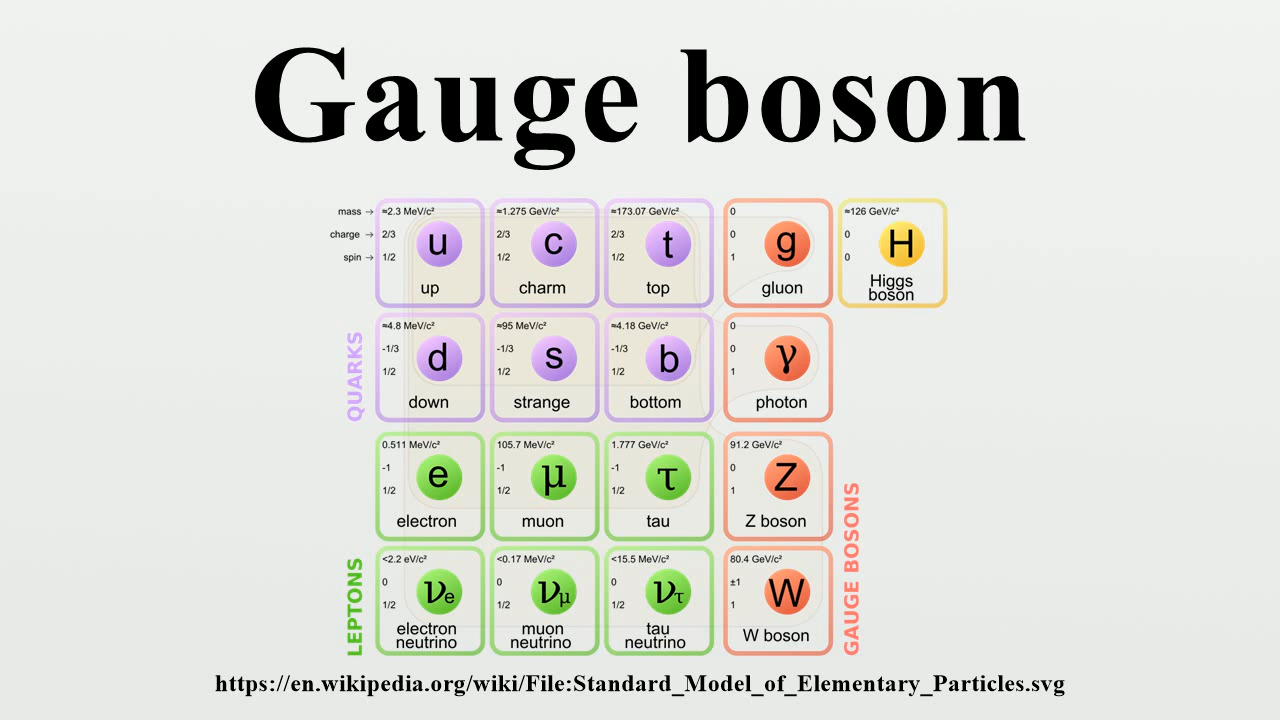 Gauge boson
mass → ≈2.3 MeV/c² ≈1.275 GeV/c² ≈173.07 GeV/c² 0 ≈126 GeV/c²
charge → 2/3 2/3 2/3 0 0
spin → 1/2 1/2 1/2 1 0
u c t g H
up charm top gluon Higgs
boson
QUARKS
≈4.8 MeV/c² ≈95 MeV/c² ≈4.18 GeV/c² 0
-1/3 -1/3 -1/3 0
1/2 1/2 1/2 1
d s b γ
down strange bottom photon
0.511 MeV/c² 105.7 MeV/c² 1.777 GeV/c² 91.2 GeV/c²
-1 -1 -1 0
1/2 1/2 1/2 1
e μ τ Z
electron muon tau Z boson
GAUGE BOSONS
LEPTONS
<2.2 eV/c² <0.17 MeV/c² <15.5 MeV/c² 80.4 GeV/c²
0 0 0 ±1
1/2 1/2 1/2 1
νe νμ ντ W
electron muon tau W boson
neutrino neutrino neutrino
https://en.wikipedia.org/wiki/File:Standard_Model_of_Elementary_Particles.svg